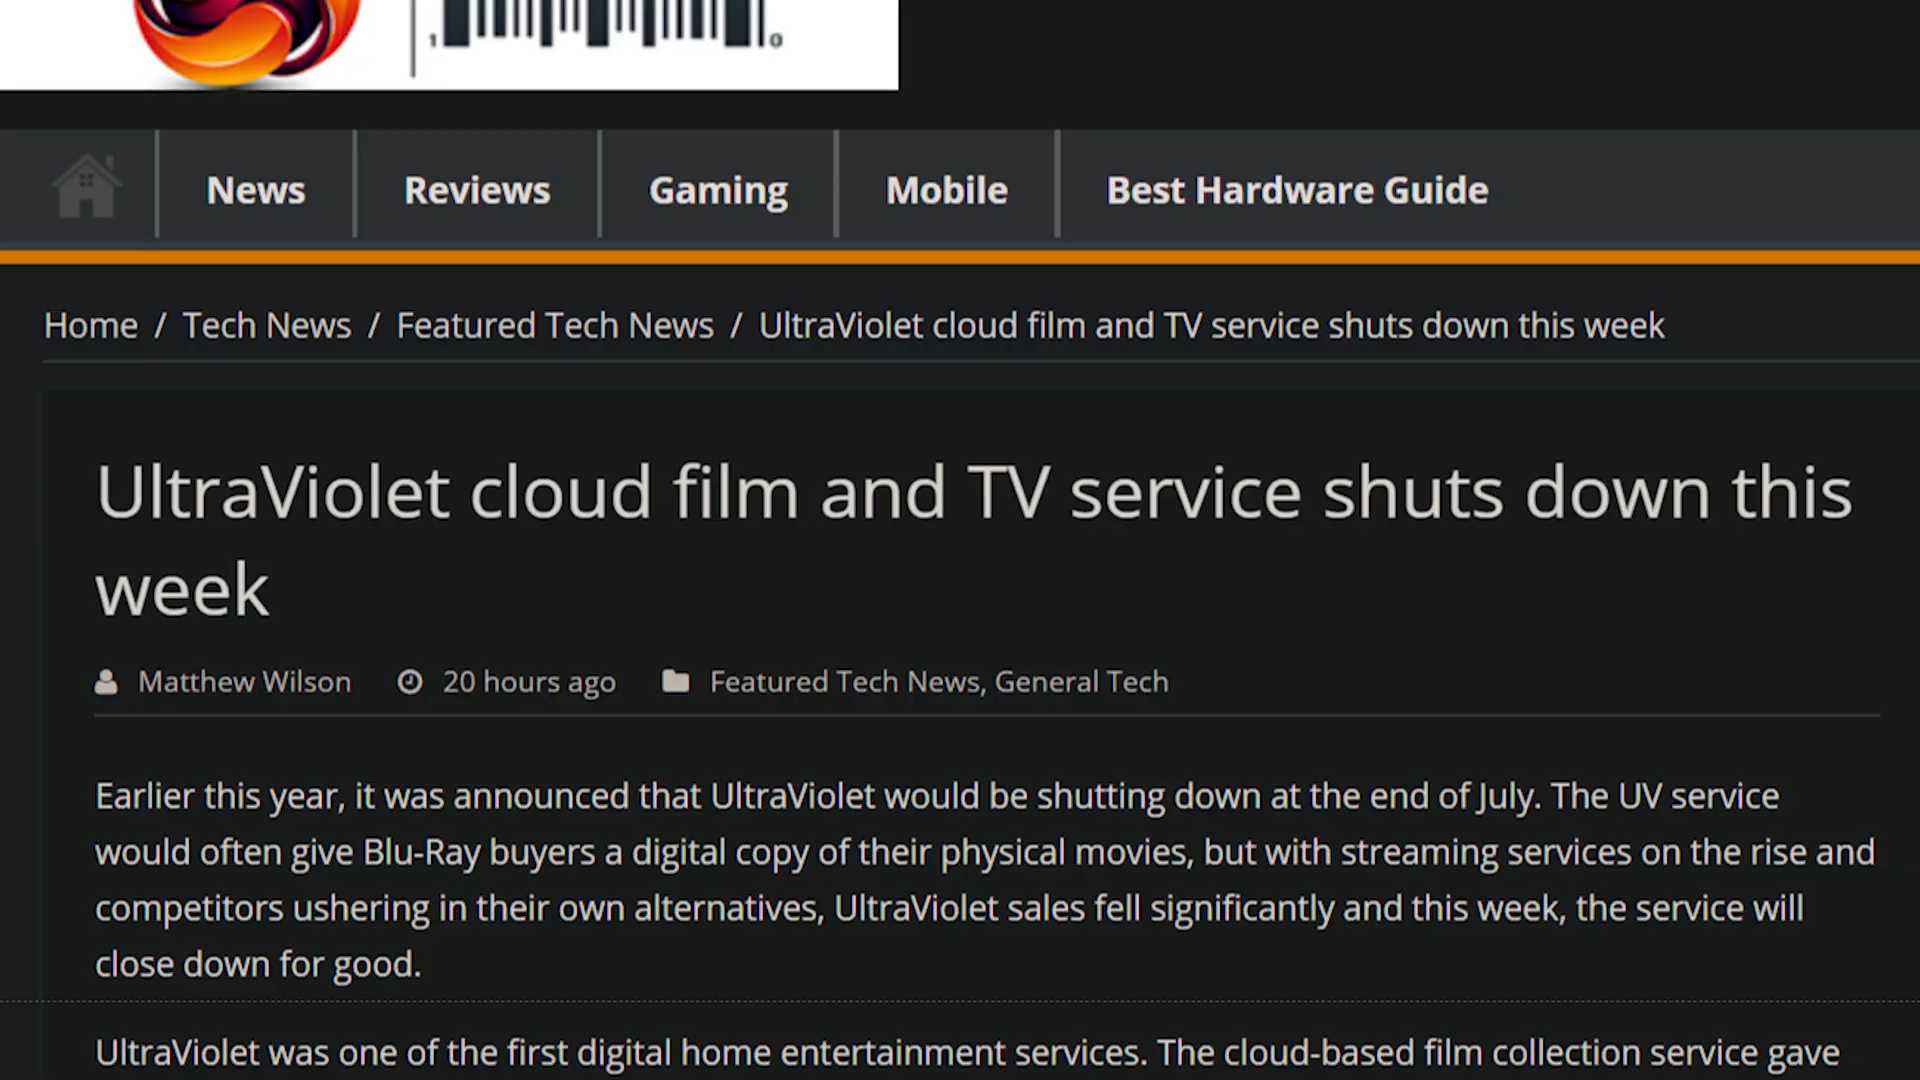 1 0
News Reviews Gaming Mobile Best Hardware Guide
Home / Tech News / Featured Tech News / UltraViolet cloud film and TV service shuts down this week
UltraViolet cloud film and TV service shuts down this
week
Matthew Wilson 20 hours ago Featured Tech News, General Tech
Earlier this year, it was announced that UltraViolet would be shutting down at the end of July. The UV service
would often give Blu-Ray buyers a digital copy of their physical movies, but with streaming services on the rise and
competitors ushering in their own alternatives, UltraViolet sales fell significantly and this week, the service will
close down for good.
UltraViolet was one of the first digital home entertainment services. The cloud-based film collection service gave